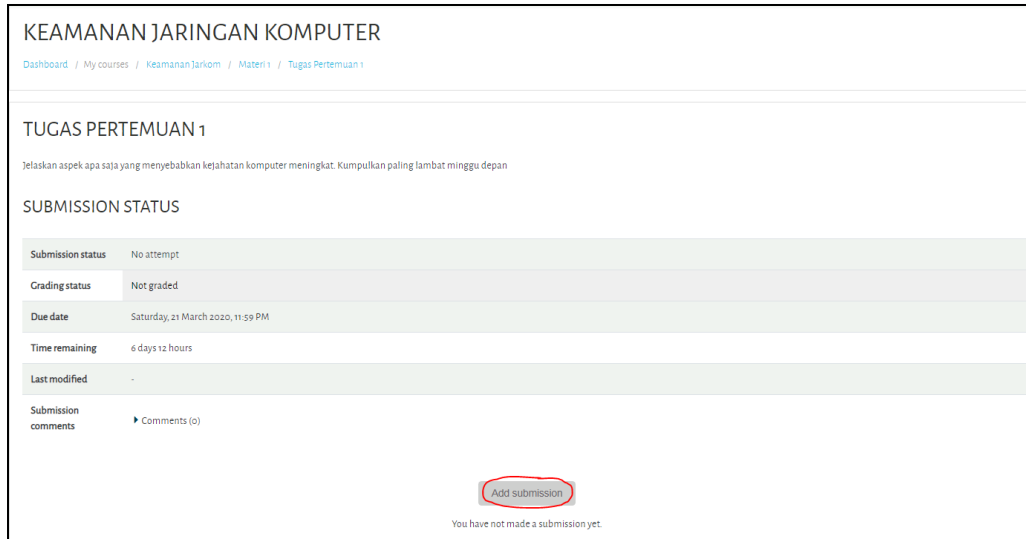 KEAMANAN JARINGAN KOMPUTER
Dashboard / My courses / Keamanan Jarkom / Materi 1 / Tugas Pertemuan 1
TUGAS PERTEMUAN 1
Jelaskan aspek apa saja yang menyebabkan kejahatan komputer meningkat. Kumpulkan paling lambat minggu depan
SUBMISSION STATUS
Submission status No attempt
Grading status Not graded
Due date Saturday, 21 March 2020, 11:59 PM
Time remaining 6 days 12 hours
Last modified -
Submission comments Comments (0)
Add submission
You have not made a submission yet.